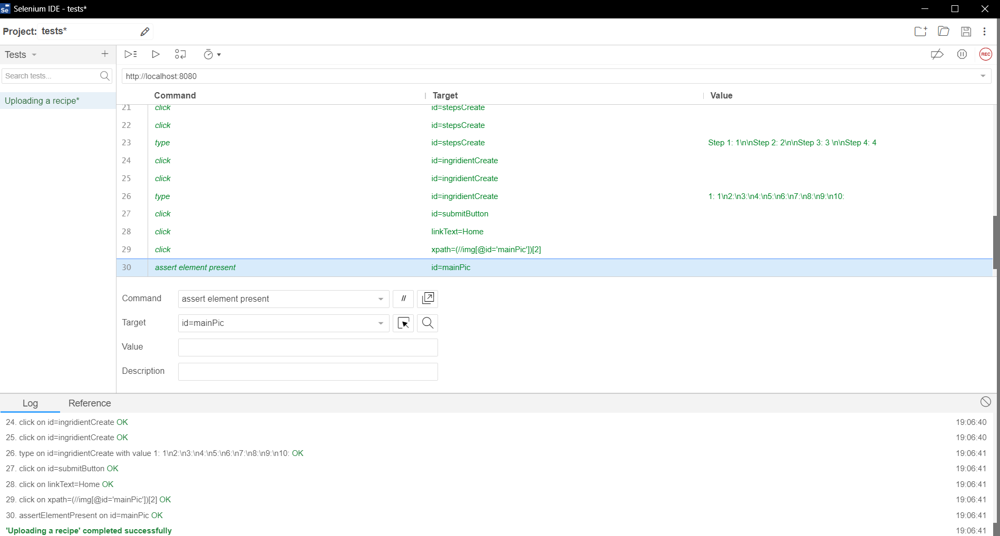 Se Selenium IDE - tests*
Project: tests*
Tests
Search tests...
REC
http://localhost:8080
Uploading a recipe*
Command Target Value
21 click id=stepsCreate
22 click id=stepsCreate
23 type id=stepsCreate Step 1: 1\n\nStep 2: 2\n\nStep 3: 3 \n\nStep 4: 4
24 click id=ingridientCreate
25 click id=ingridientCreate
26 type id=ingridientCreate 1: 1\n2:\n3:\n4:\n5:\n6:\n7:\n8:\n9:\n10:
27 click id=submitButton
28 click linkText=Home
29 click xpath=(//img[@id='mainPic'])[2]
30 assert element present id=mainPic
Command assert element present //
Target id=mainPic
Value
Description
Log Reference
24. click on id=ingridientCreate OK 19:06:40
25. click on id=ingridientCreate OK 19:06:40
26. type on id=ingridientCreate with value 1: 1\n2:\n3:\n4:\n5:\n6:\n7:\n8:\n9:\n10: OK 19:06:41
27. click on id=submitButton OK 19:06:41
28. click on linkText=Home OK 19:06:41
29. click on xpath=(//img[@id='mainPic'])[2] OK 19:06:41
30. assertElementPresent on id=mainPic OK 19:06:41
'Uploading a recipe' completed successfully 19:06:41